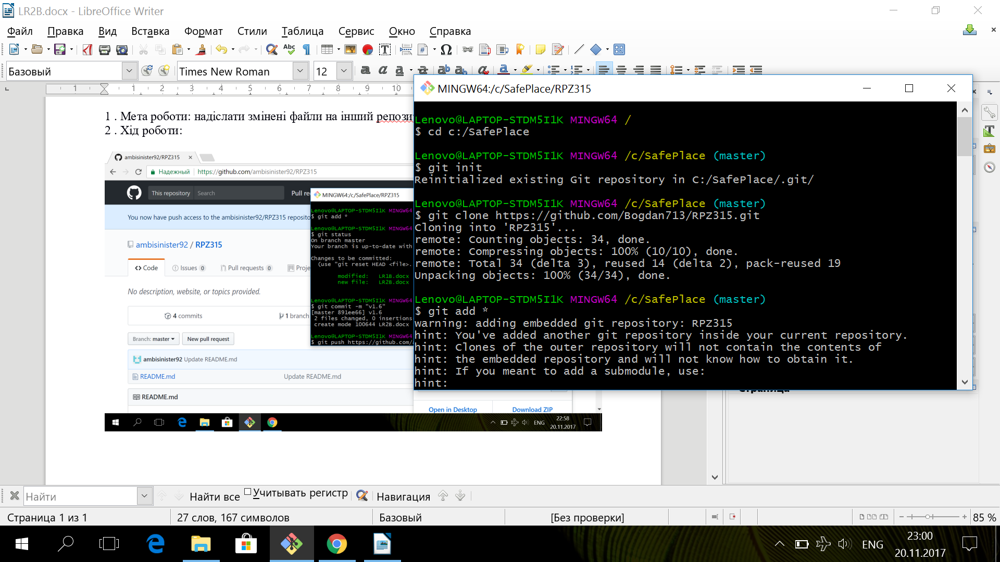 LR2B.docx - LibreOffice Writer
Файл Правка Вид Вставка Формат Стили Таблица Сервис Окно Справка
Базовый Times New Roman 12
1 1 2 3 4 5 6 7 8 9 10
MINGW64:/c/SafePlace/RPZ315
1 . Мета роботи: надіслати змінені файли на інший репози
2 . Хід роботи:
ambisinister92/RPZ315
Надежный https://github.com/ambisinister92/RPZ315
This repository Search Pull re
You now have push access to the ambisinister92/RPZ315 reposito
ambisinister92 / RPZ315
Code Issues 0 Pull requests 0 Proje
No description, website, or topics provided.
4 commits 1 branch
Branch: master New pull request
ambisinister92 Update README.md
README.md Update README.md
README.md
Open in Desktop Download ZIP
MINGW64:/c/SafePlace/RPZ315
Lenovo@LAPTOP-STDM5I1K MINGW64
$ git add *
Lenovo@LAPTOP-STDM5I1K MINGW64
$ git status
On branch master
Your branch is up-to-date with
Changes to be committed:
(use "git reset HEAD <file>.
modified: LR1B.docx
new file: LR2B.docx
Lenovo@LAPTOP-STDM5I1K MINGW64
$ git commit -m "v1.6"
[master 891ee66] v1.6
2 files changed, 0 insertions
create mode 100644 LR2B.docx
Lenovo@LAPTOP-STDM5I1K MINGW64
$ git push https://github.com/a
ENG 22:58
20.11.2017
Lenovo@LAPTOP-STDM5I1K MINGW64 /
$ cd c:/SafePlace
Lenovo@LAPTOP-STDM5I1K MINGW64 /c/SafePlace (master)
$ git init
Reinitialized existing Git repository in C:/SafePlace/.git/
Lenovo@LAPTOP-STDM5I1K MINGW64 /c/SafePlace (master)
$ git clone https://github.com/Bogdan713/RPZ315.git
Cloning into 'RPZ315'...
remote: Counting objects: 34, done.
remote: Compressing objects: 100% (10/10), done.
remote: Total 34 (delta 3), reused 14 (delta 2), pack-reused 19
Unpacking objects: 100% (34/34), done.
Lenovo@LAPTOP-STDM5I1K MINGW64 /c/SafePlace (master)
$ git add *
warning: adding embedded git repository: RPZ315
hint: You've added another git repository inside your current repository.
hint: Clones of the outer repository will not contain the contents of
hint: the embedded repository and will not know how to obtain it.
hint: If you meant to add a submodule, use:
hint:
Страница
Найти Найти все Учитывать регистр Навигация
Страница 1 из 1 27 слов, 167 символов Базовый [Без проверки] 85 %
ENG 23:00
20.11.2017